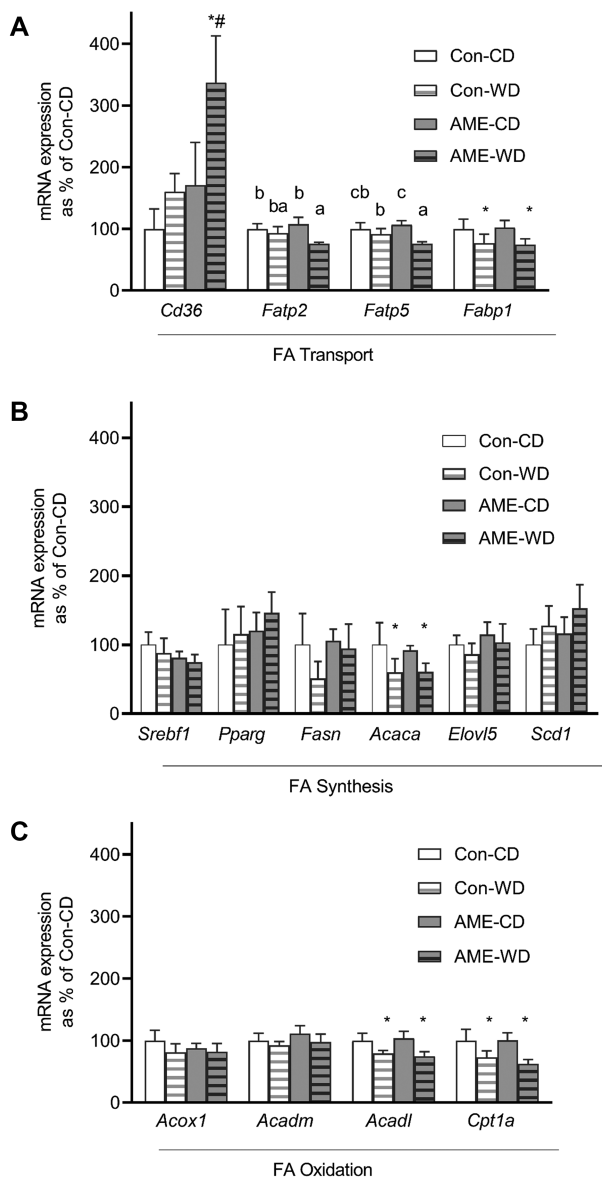 A
mRNA expression
as % of Con-CD
400
300
200
100
0
*#
b
ba
b
a
cb
b
c
a
*
*
Con-CD
Con-WD
AME-CD
AME-WD
Cd36
Fatp2
Fatp5
Fabp1
FA Transport
B
mRNA expression
as % of Con-CD
400
300
200
100
0
*
*
Con-CD
Con-WD
AME-CD
AME-WD
Srebf1
Pparg
Fasn
Acaca
Elovl5
Scd1
FA Synthesis
C
mRNA expression
as % of Con-CD
400
300
200
100
0
*
*
*
*
Con-CD
Con-WD
AME-CD
AME-WD
Acox1
Acadm
Acadl
Cpt1a
FA Oxidation